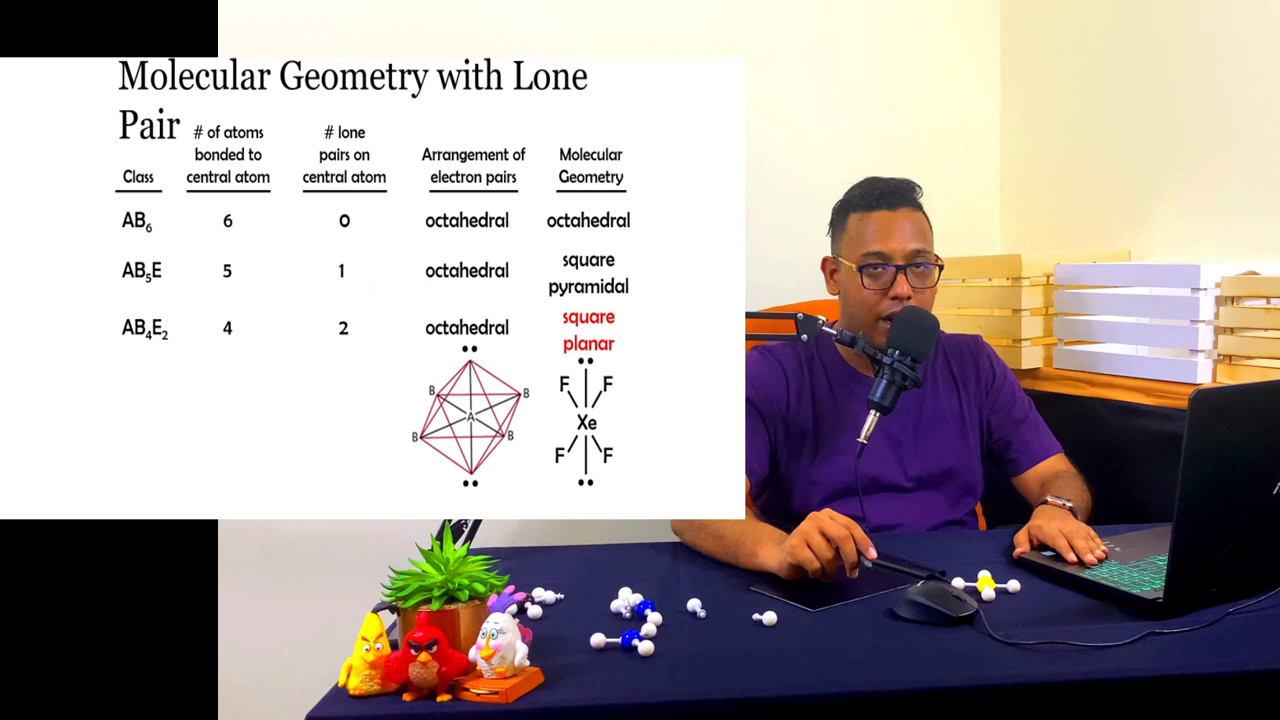 Molecular Geometry with Lone
Pair
Class
# of atoms
bonded to
central atom
# lone
pairs on
central atom
Arrangement of
electron pairs
Molecular
Geometry
AB₆ 6 0 octahedral octahedral
AB₅E 5 1 octahedral square
pyramidal
AB₄E₂ 4 2 octahedral square
planar
B B
A
B B
F F
Xe
F F